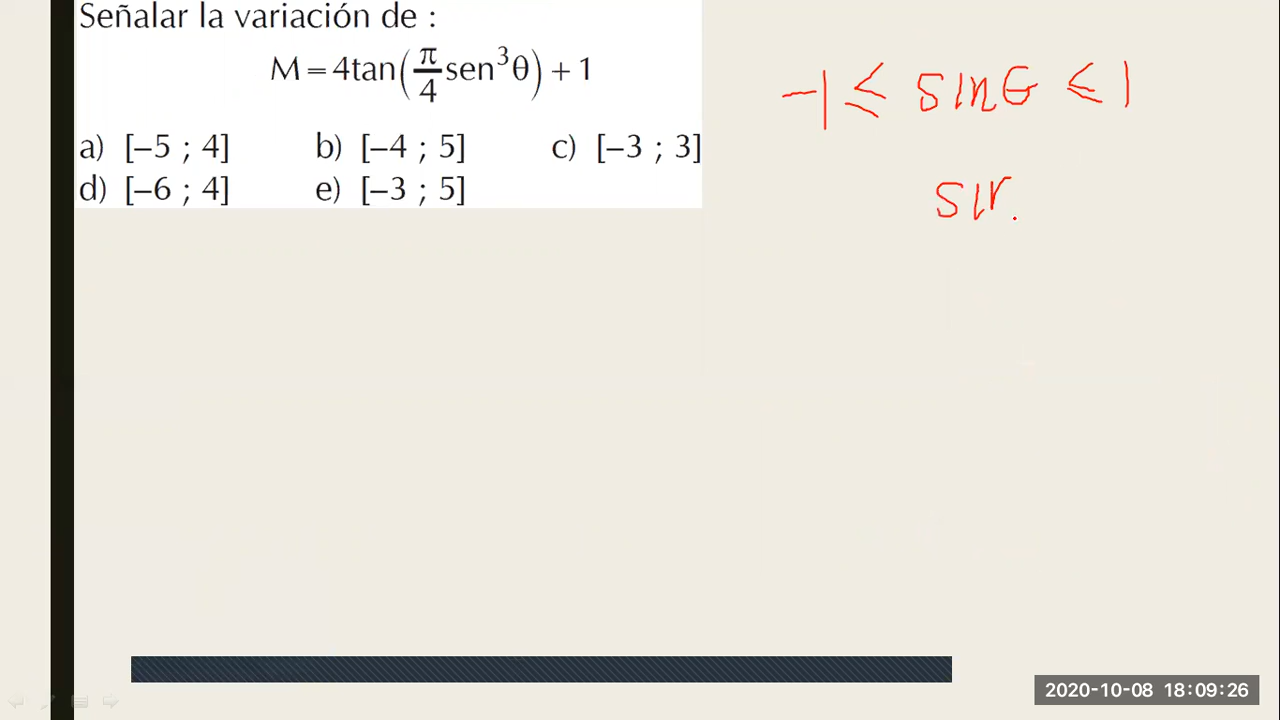 Señalar la variación de :
M = 4tan(π/4 sen³θ) + 1
a) [–5 ; 4] b) [–4 ; 5] c) [–3 ; 3]
d) [–6 ; 4] e) [–3 ; 5]
-1 ≤ sinθ ≤ 1
sin
2020-10-08 18:09:26